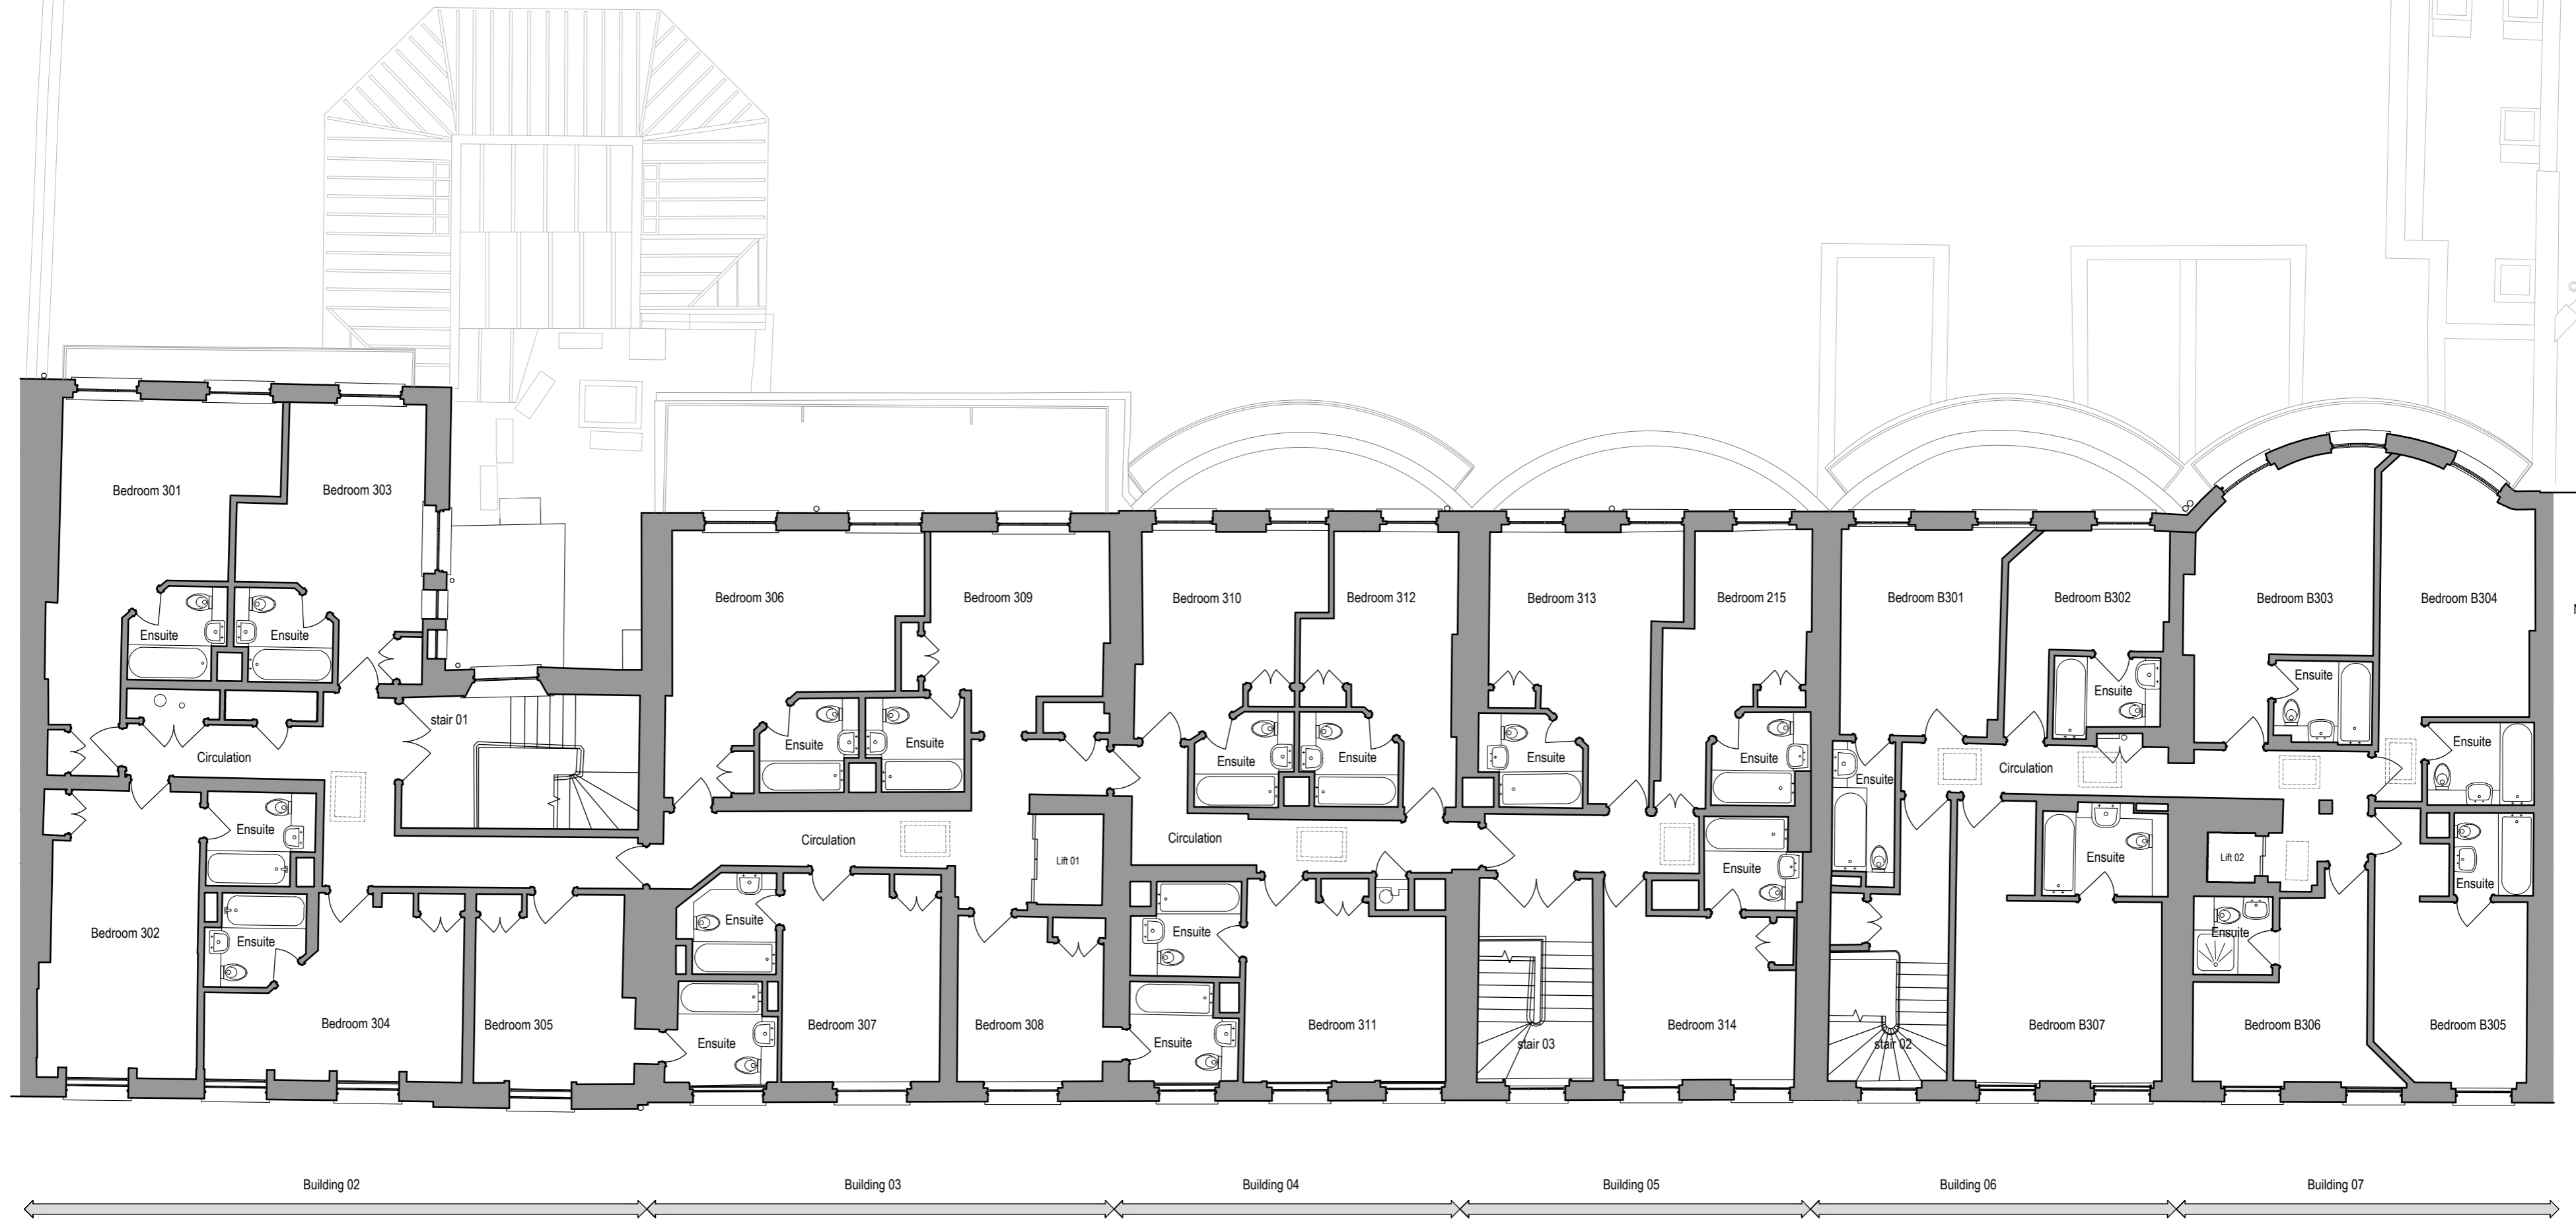 Bedroom 301
Bedroom 303
Ensuite
Ensuite
stair 01
Circulation
Ensuite
Ensuite
Bedroom 302
Bedroom 304
Bedroom 305
Bedroom 306
Bedroom 309
Ensuite
Ensuite
Circulation
Lift 01
Ensuite
Ensuite
Bedroom 307
Bedroom 308
Bedroom 310
Bedroom 312
Ensuite
Ensuite
Circulation
Ensuite
Ensuite
Bedroom 311
Bedroom 313
Bedroom 215
Ensuite
Ensuite
Ensuite
stair 03
Bedroom 314
Bedroom B301
Bedroom B302
Ensuite
Ensuite
Circulation
Ensuite
stair 02
Bedroom B307
Bedroom B303
Bedroom B304
Ensuite
Ensuite
Lift 02
Ensuite
Ensuite
Bedroom B306
Bedroom B305
Building 02
Building 03
Building 04
Building 05
Building 06
Building 07